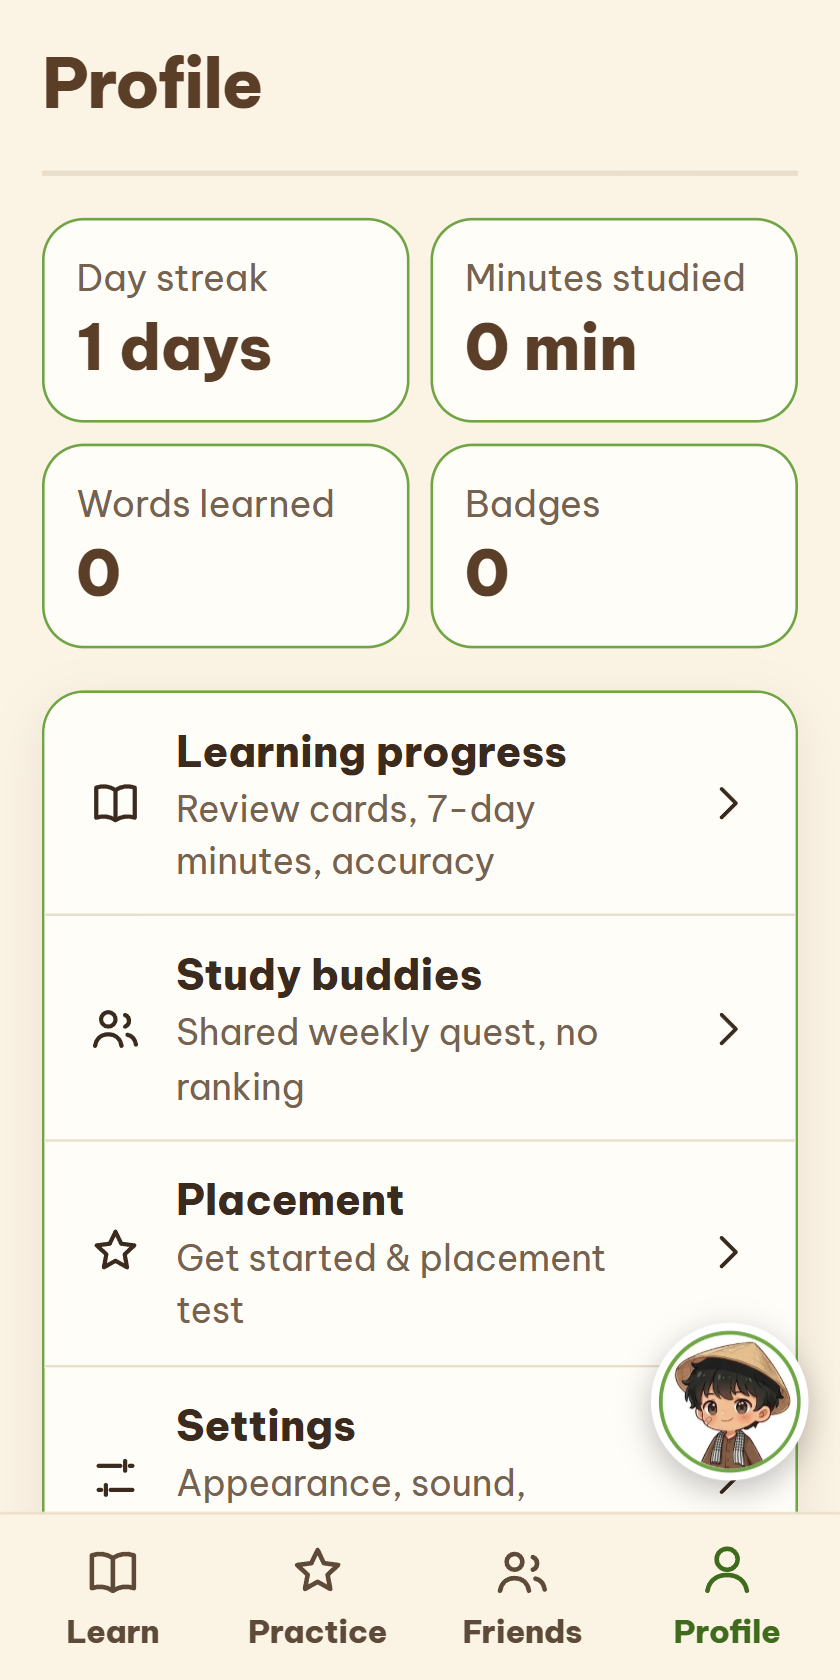 Profile
Day streak
1 days
Minutes studied
0 min
Words learned
0
Badges
0
Learning progress
Review cards, 7-day
minutes, accuracy
Study buddies
Shared weekly quest, no
ranking
Placement
Get started & placement
test
Settings
Appearance, sound,
Learn
Practice
Friends
Profile